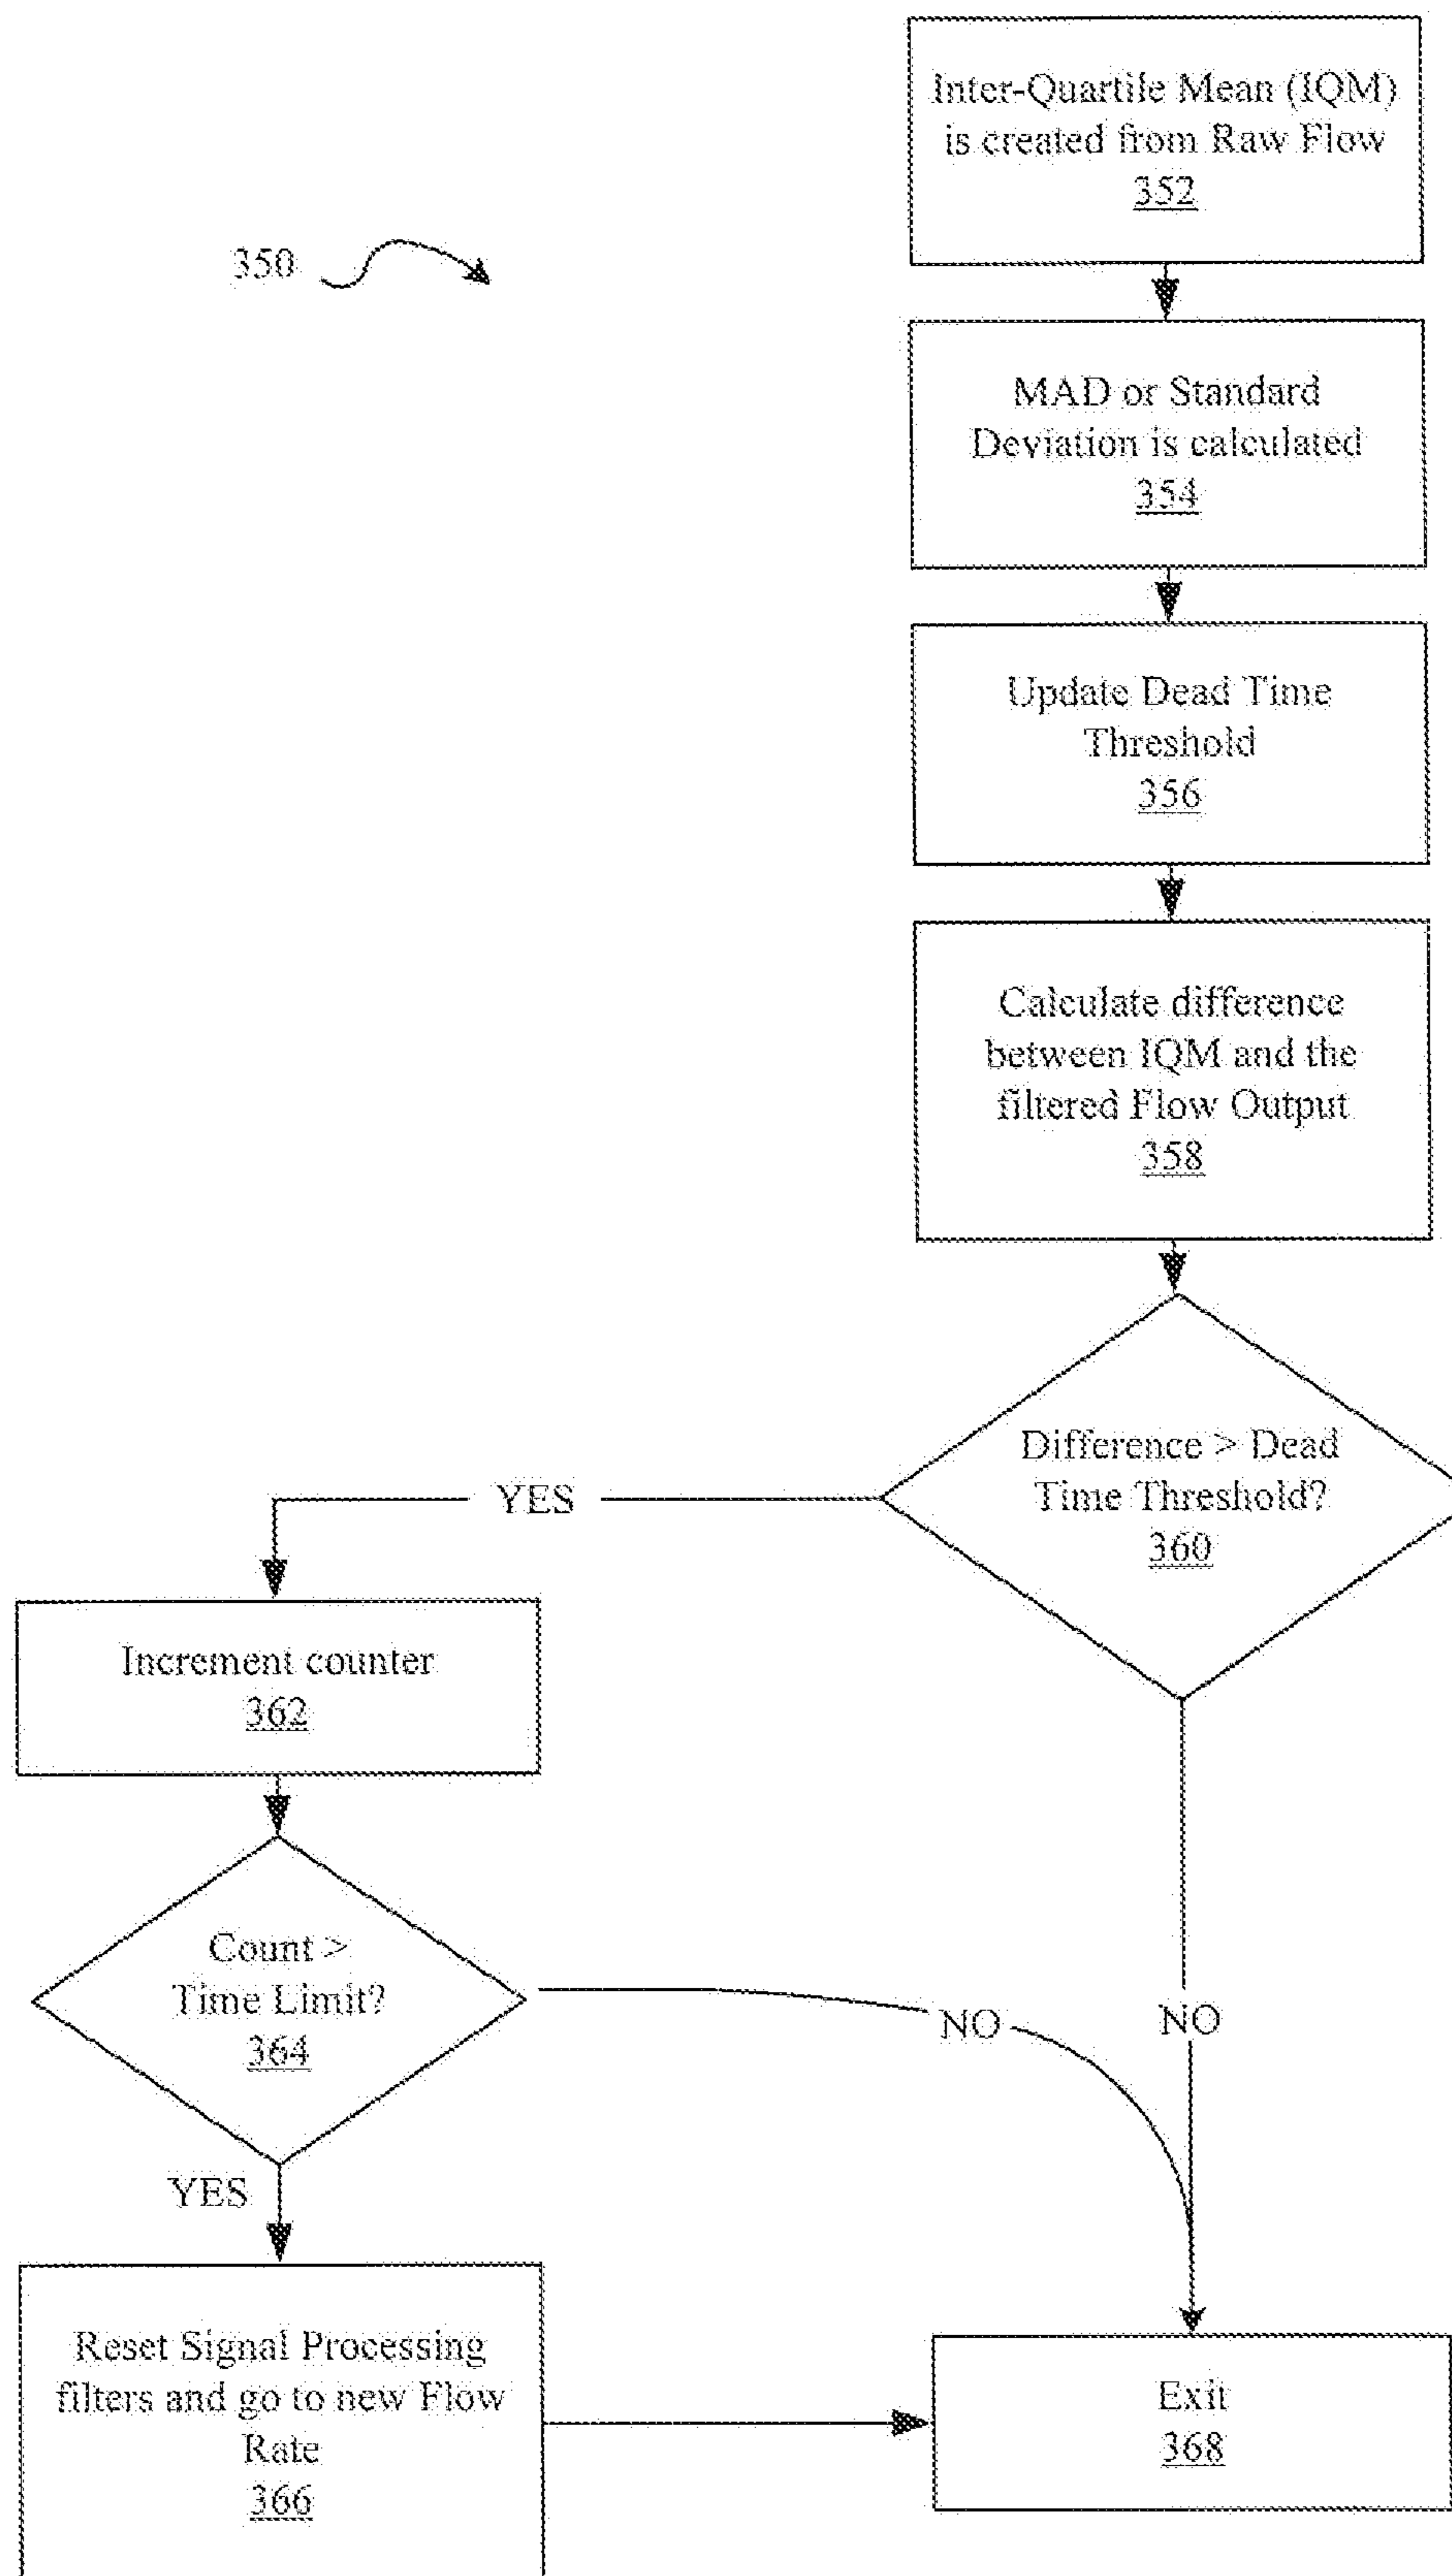 Inter-Quartile Mean (IQM)
is created from Raw Flow
352
350
MAD or Standard
Deviation is calculated
354
Update Dead Time
Threshold
356
Calculate difference
between IQM and the
filtered Flow Output
358
Difference > Dead
Time Threshold?
360
YES
Increment counter
362
Count >
Time Limit?
364
NO
NO
YES
Reset Signal Processing
filters and go to new Flow
Rate
366
Exit
368